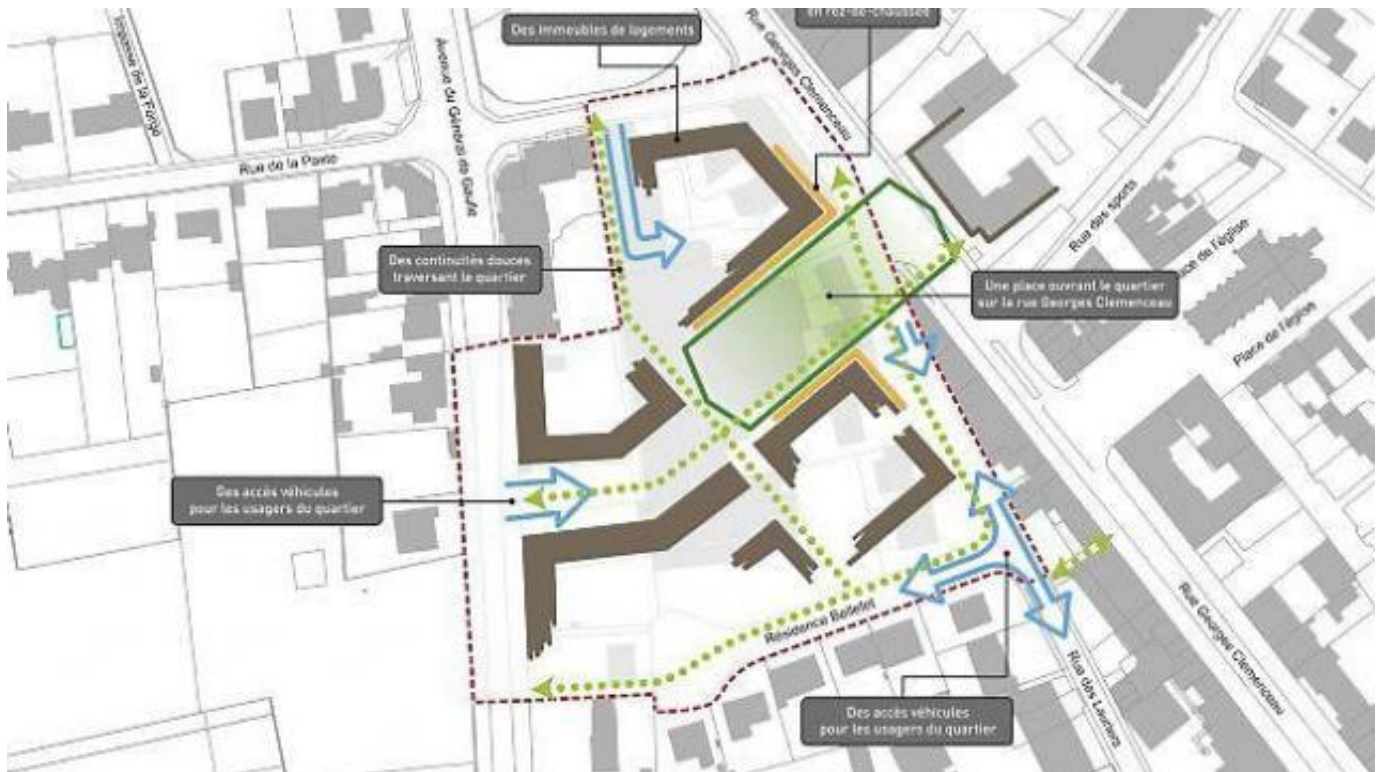 en rez-de-chaussée
Des immeubles de logements
Rue Georges Clemenceau
Impasse de la Forge
Avenue du Général de Gaulle
Rue de la Poste
Rue des sports
Place de l'église
Des continuités douces
traversant le quartier
Une place ouvrant le quartier
sur la rue Georges Clemenceau
Place de l'église
Des accès véhicules
pour les usagers du quartier
Résidence Bellefet
Rue Georges Clemenceau
Rue des Lauriers
Des accès véhicules
pour les usagers du quartier